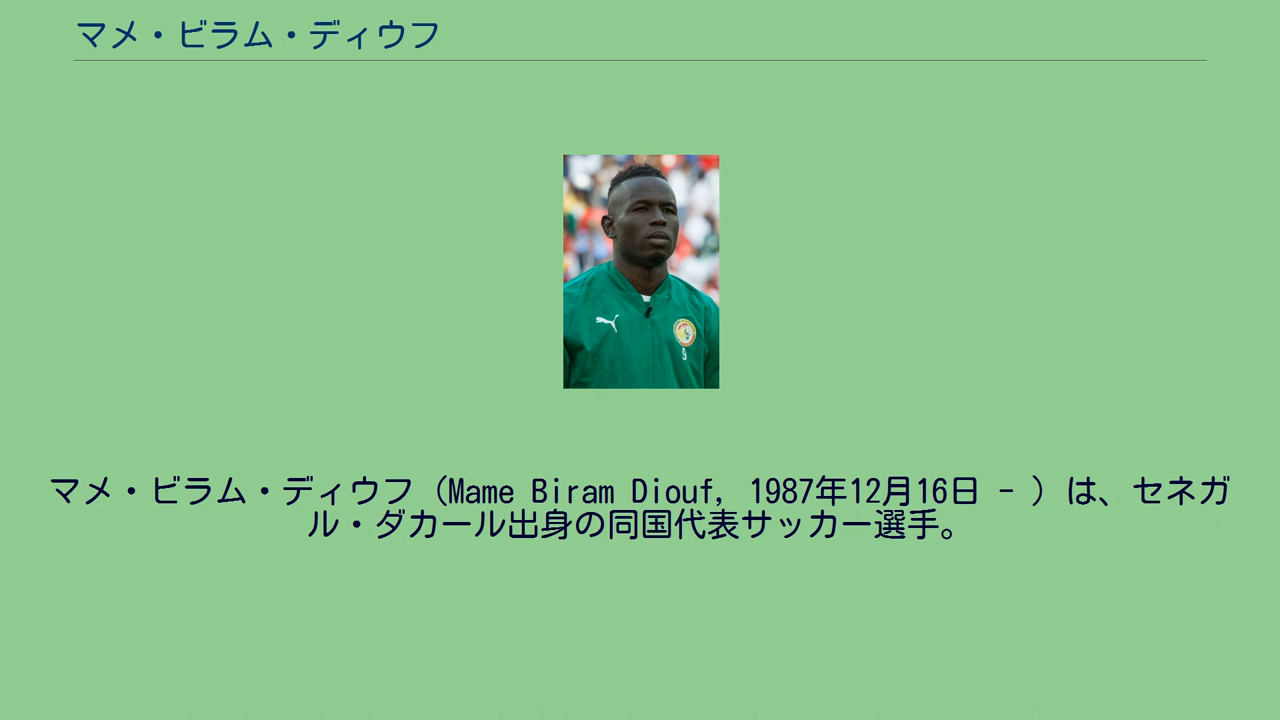 マメ・ビラム・ディウフ
マメ・ビラム・ディウフ（Mame Biram Diouf, 1987年12月16日 - ）は、セネガ
ル・ダカール出身の同国代表サッカー選手。
9